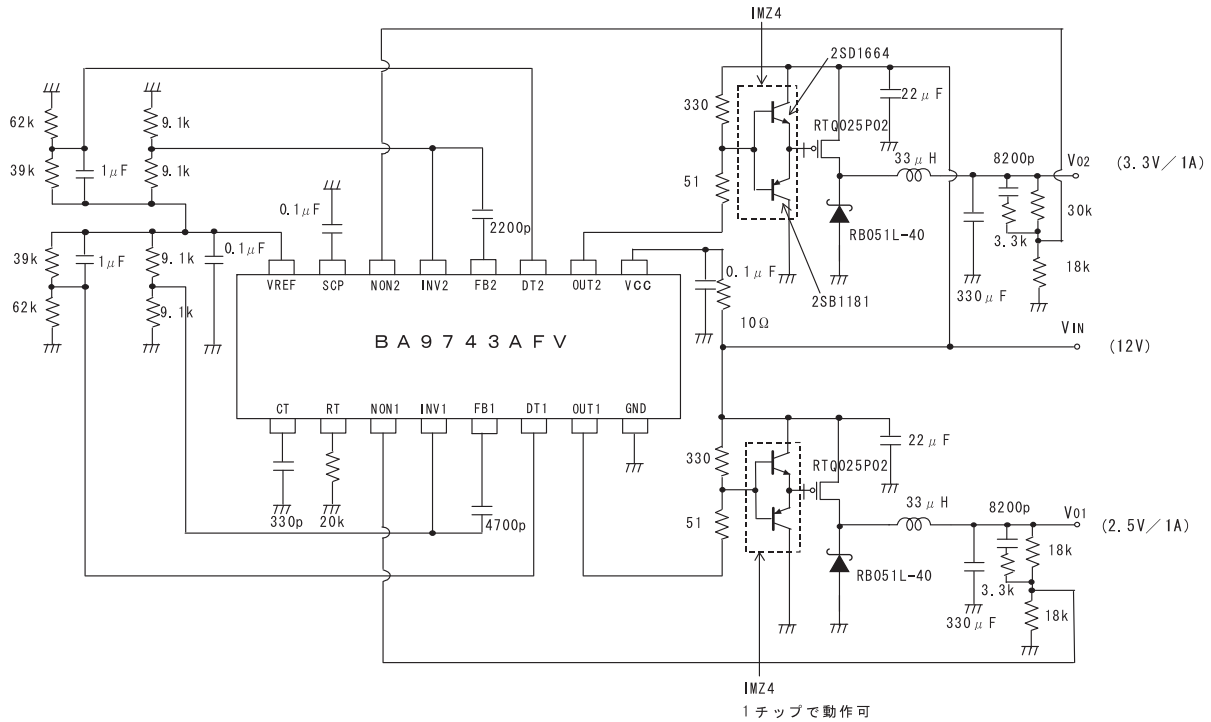 IMZ4
2SD1664
330
22μF
RTQ025P02
62k
9.1k
39k
1μF
9.1k
51
33μH
8200p
VO2
(3.3V/1A)
0.1μF
2200p
30k
RB051L-40
3.3k
39k
1μF
9.1k
0.1μF
0.1μF
18k
62k
9.1k
VREF
SCP
NON2
INV2
FB2
DT2
OUT2
VCC
2SB1181
330μF
10Ω
BA9743AFV
VIN
(12V)
CT
RT
NON1
INV1
FB1
DT1
OUT1
GND
22μF
330
RTQ025P02
330p
20k
4700p
51
33μH
8200p
VO1
(2.5V/1A)
18k
RB051L-40
3.3k
330μF
18k
IMZ4
1チップで動作可